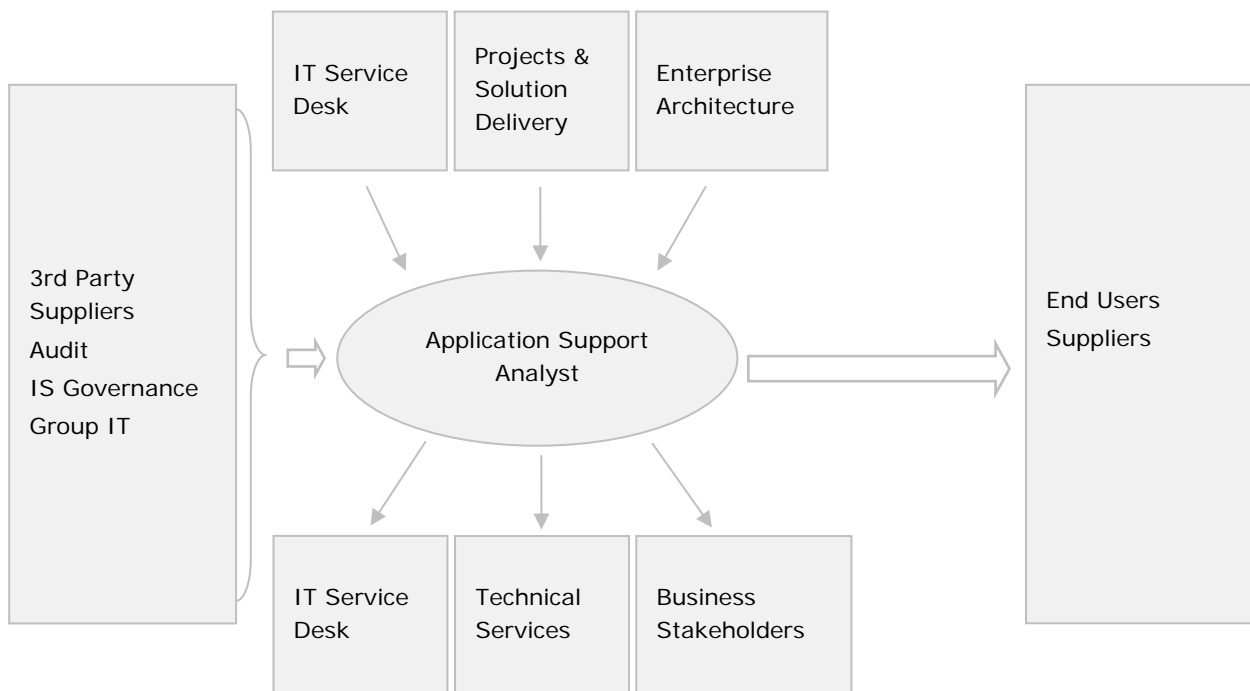 IT Service
Desk
Projects &
Solution
Delivery
Enterprise
Architecture
3rd Party
Suppliers
Audit
IS Governance
Group IT
Application Support
Analyst
End Users
Suppliers
IT Service
Desk
Technical
Services
Business
Stakeholders